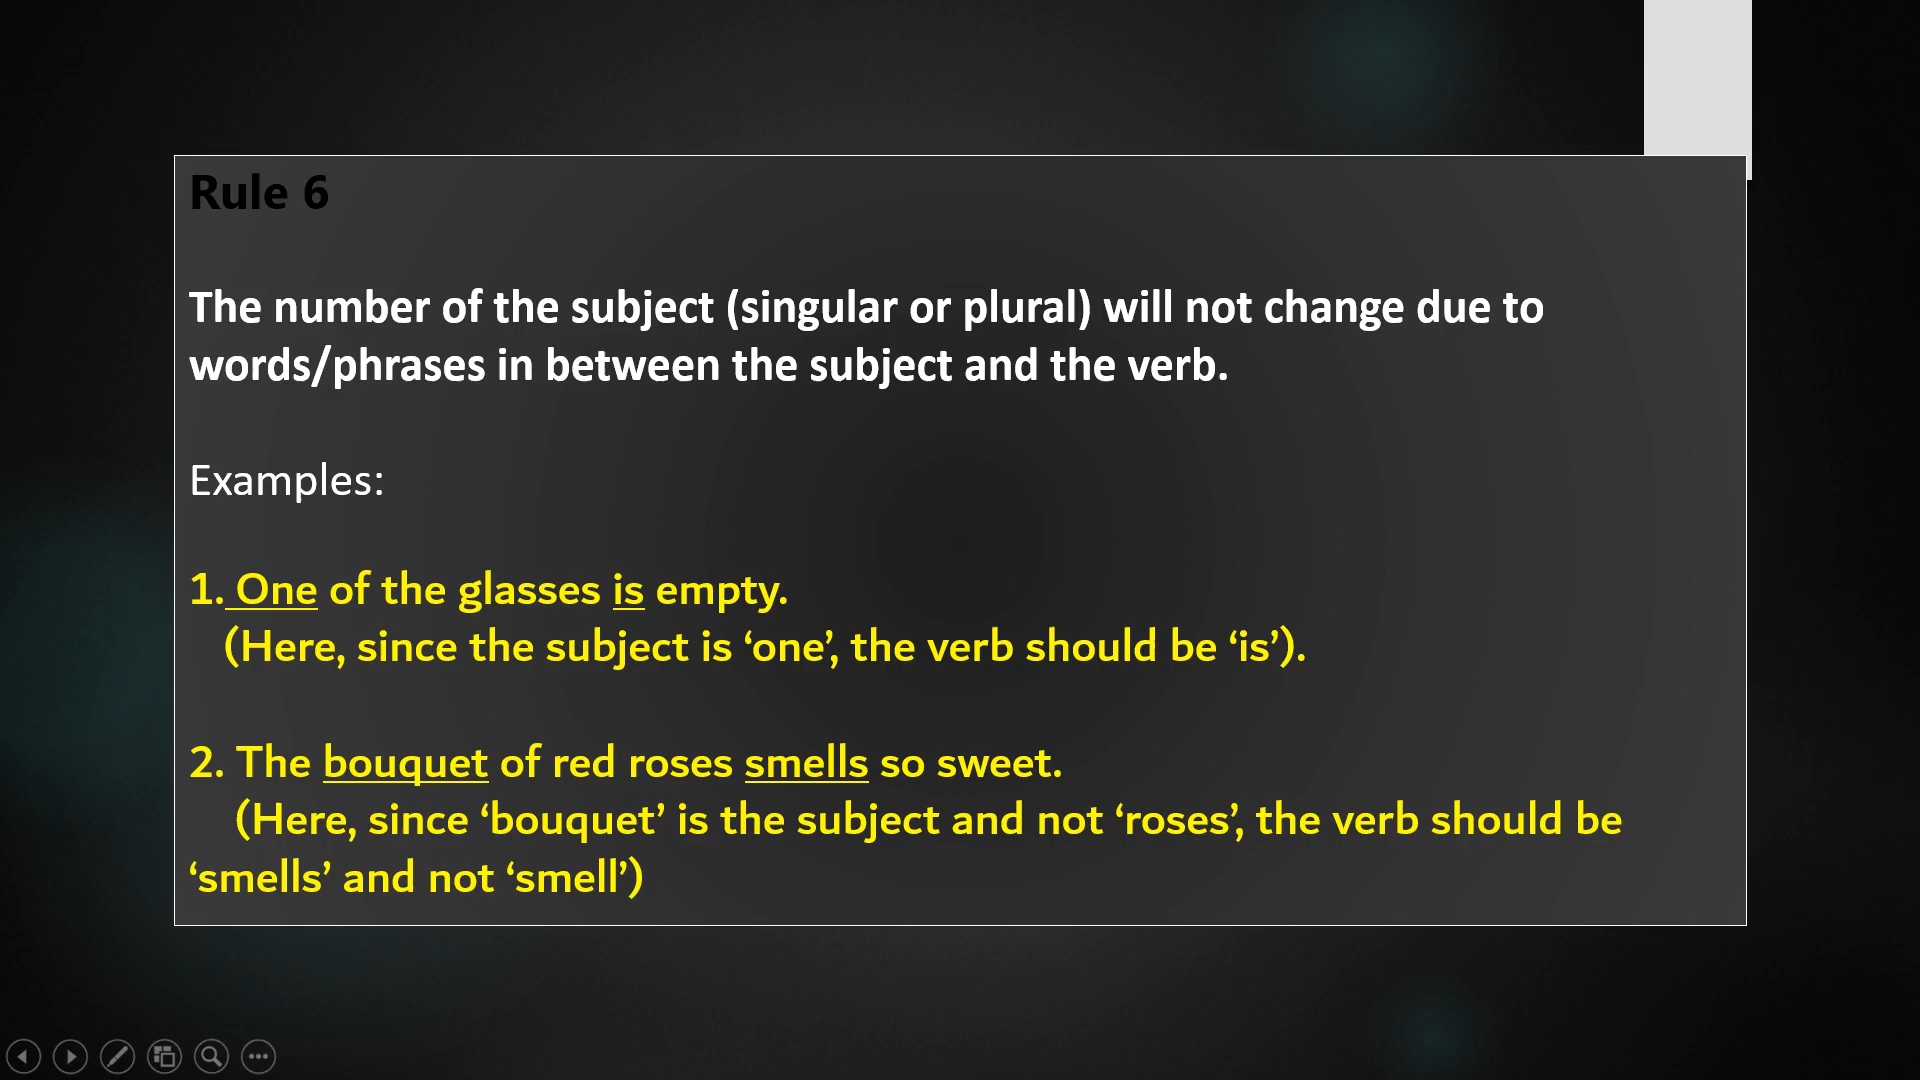 Rule 6
The number of the subject (singular or plural) will not change due to
words/phrases in between the subject and the verb.
Examples:
1. One of the glasses is empty.
(Here, since the subject is ‘one’, the verb should be ‘is’).
2. The bouquet of red roses smells so sweet.
(Here, since ‘bouquet’ is the subject and not ‘roses’, the verb should be
‘smells’ and not ‘smell’)